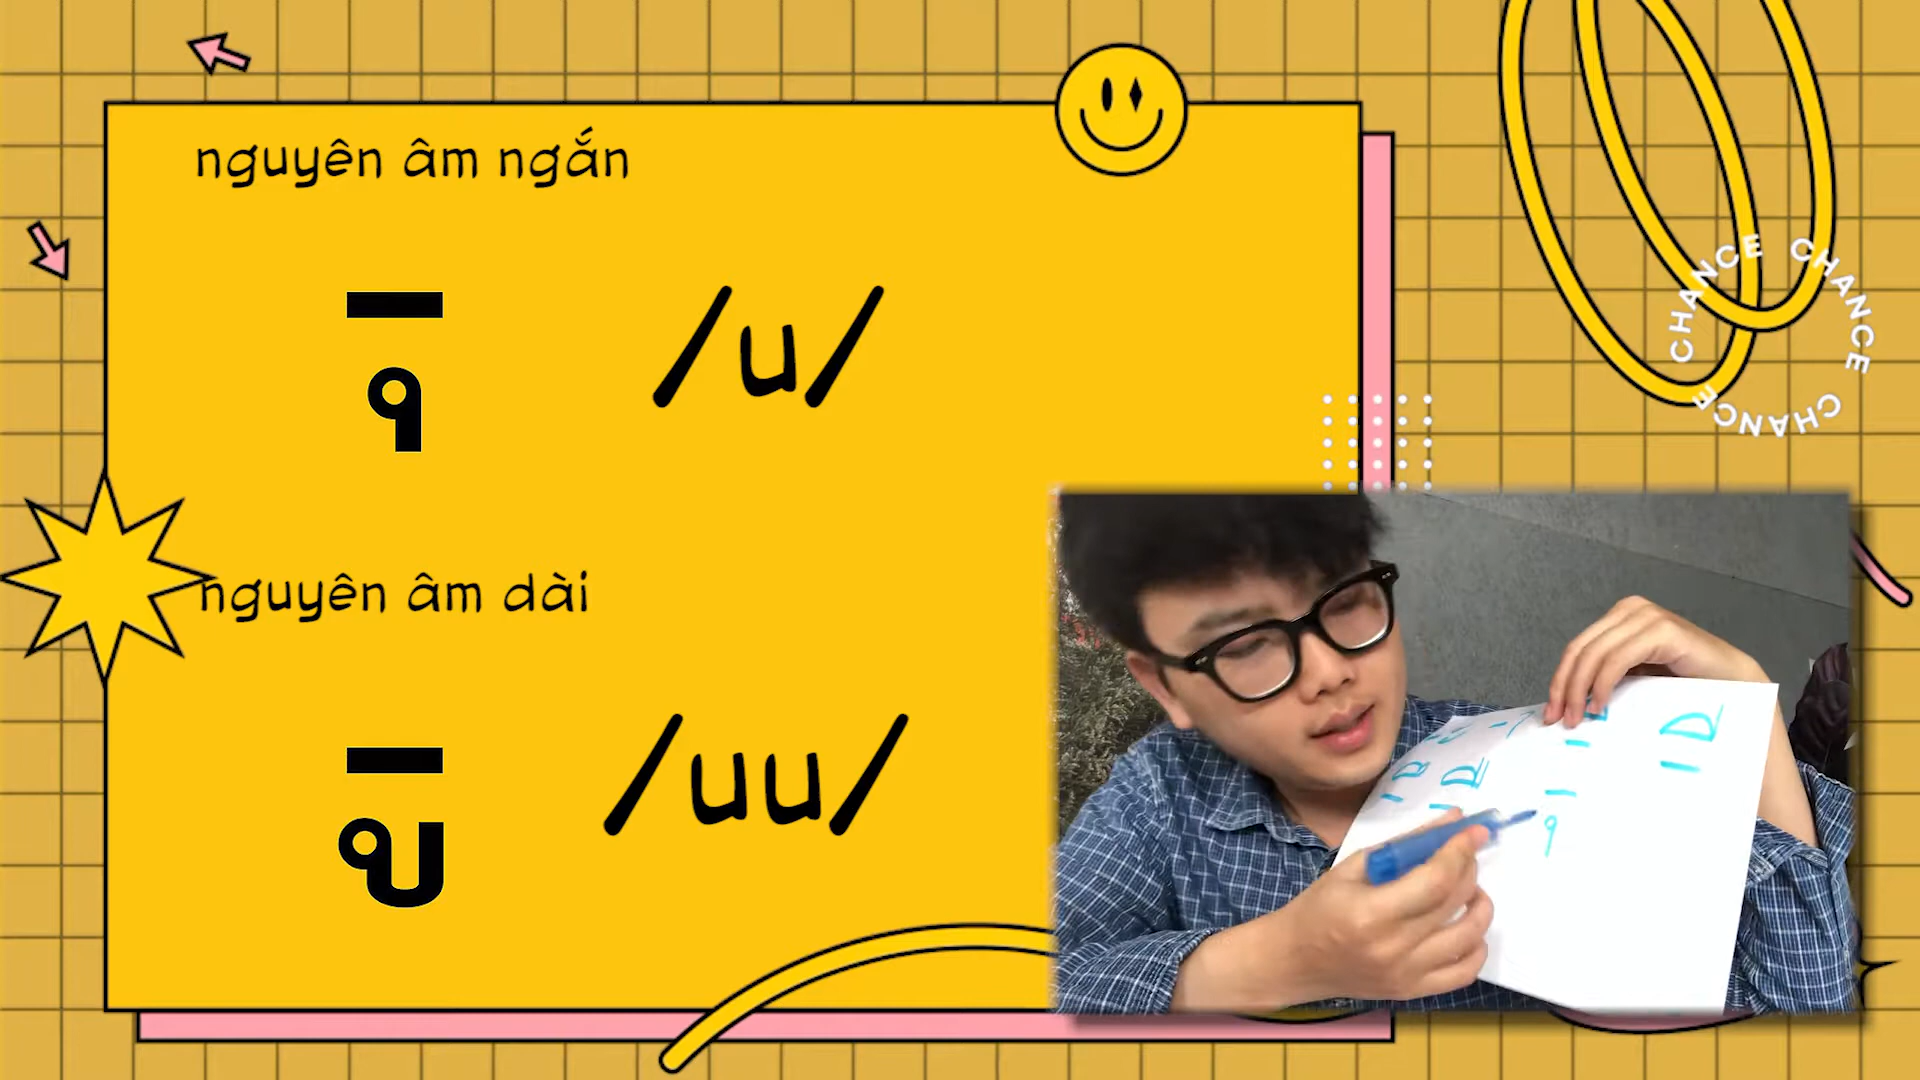 nguyên âm ngắn
–ุ /u/
nguyên âm dài
–ู /uu/
CHANCE CHANCE CHANCE